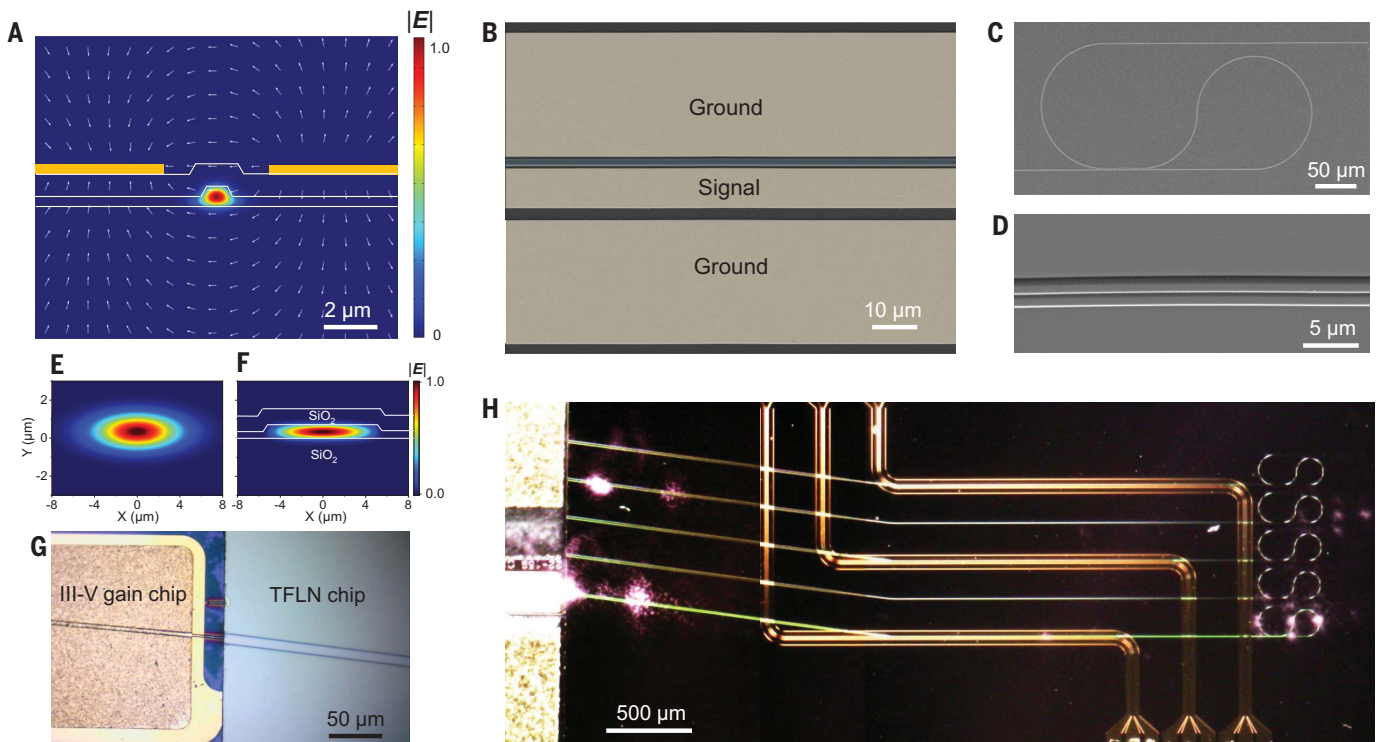 A
|E|
1.0
0
2 µm
B
Ground
Signal
Ground
10 µm
C
50 µm
D
5 µm
E
2
0
-2
Y (µm)
-8 -4 0 4 8
X (µm)
F
SiO2
SiO2
-8 -4 0 4 8
X (µm)
|E|
1.0
0.0
G
III-V gain chip
TFLN chip
50 µm
H
500 µm